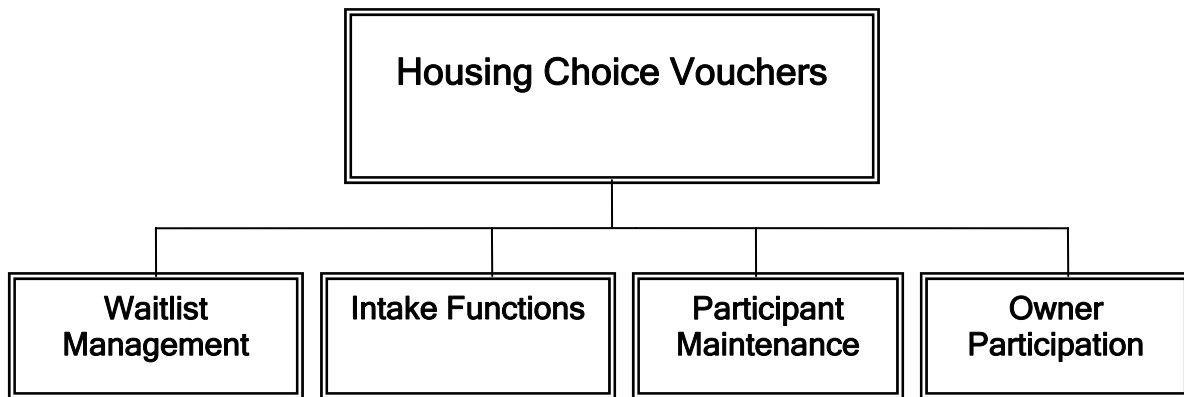 Housing Choice Vouchers
Waitlist
Management
Intake Functions
Participant
Maintenance
Owner
Participation